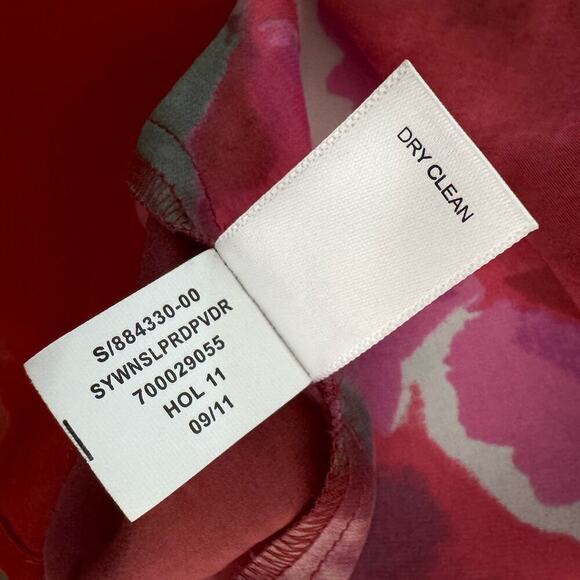 DRY CLEAN
S/884330-00
SYWNSLPRDPVDR
700029055
HOL 11
09/11